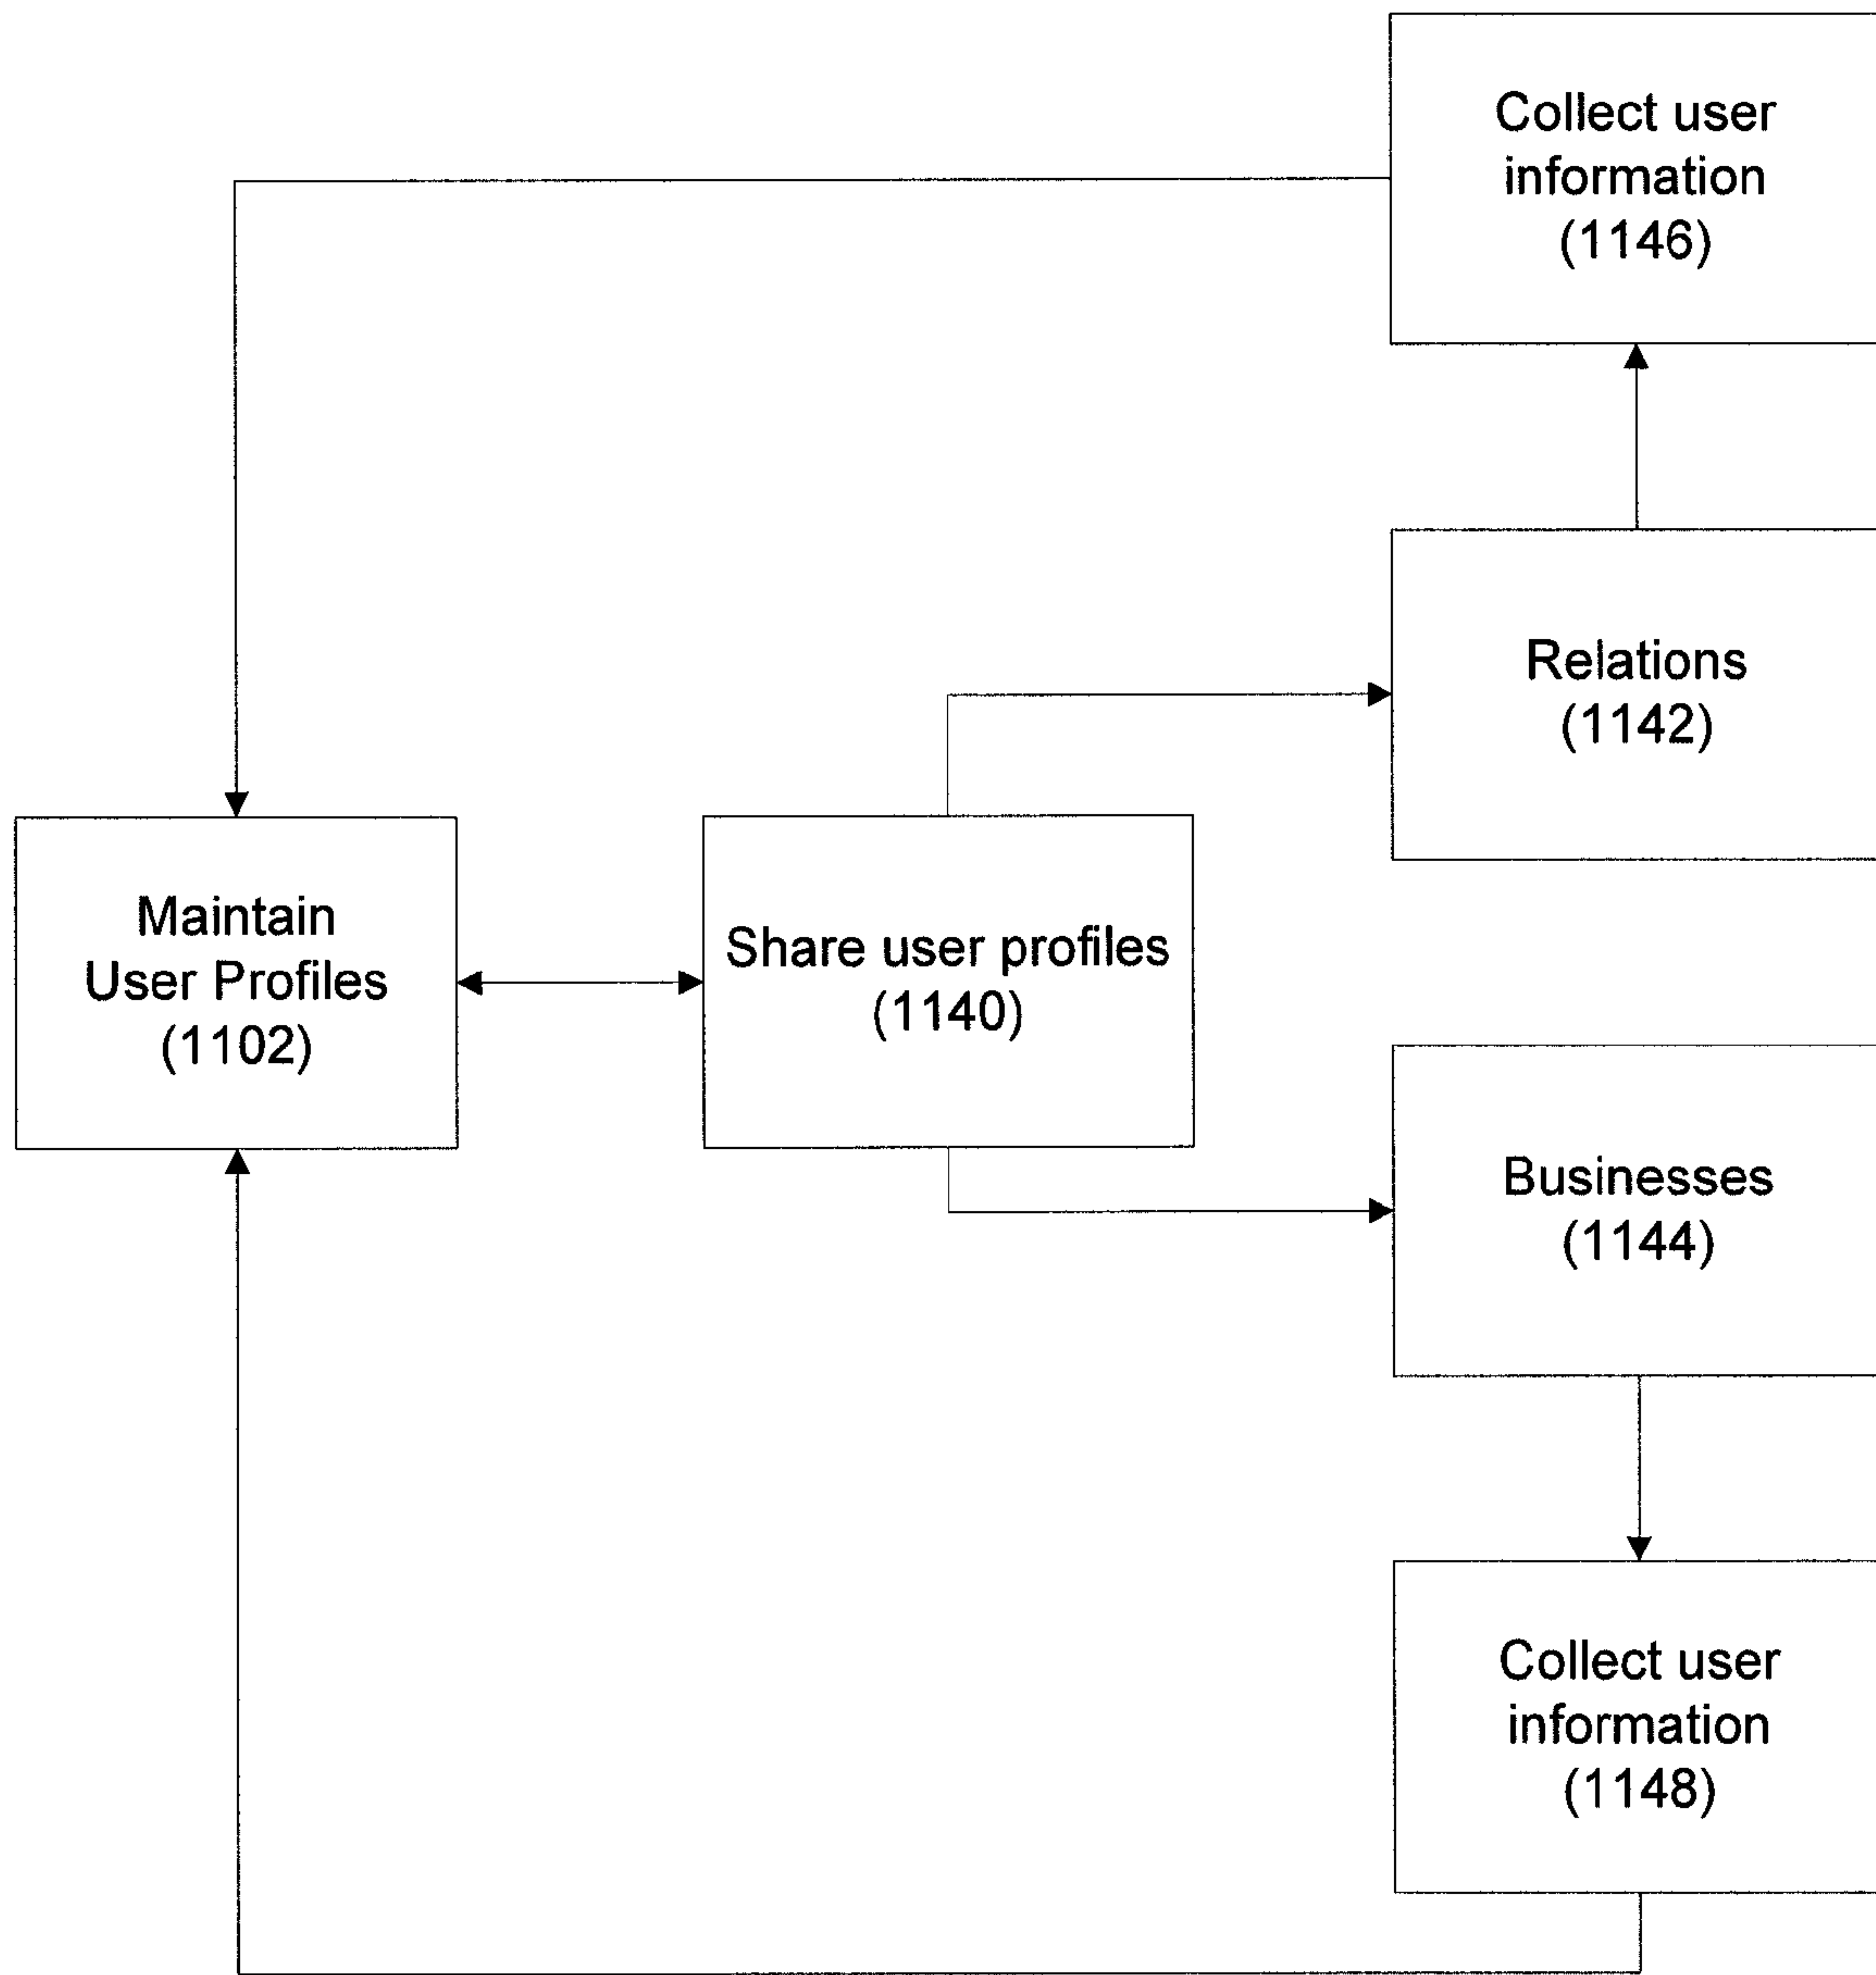 Collect user
information
(1146)
Relations
(1142)
Maintain
User Profiles
(1102)
Share user profiles
(1140)
Businesses
(1144)
Collect user
information
(1148)